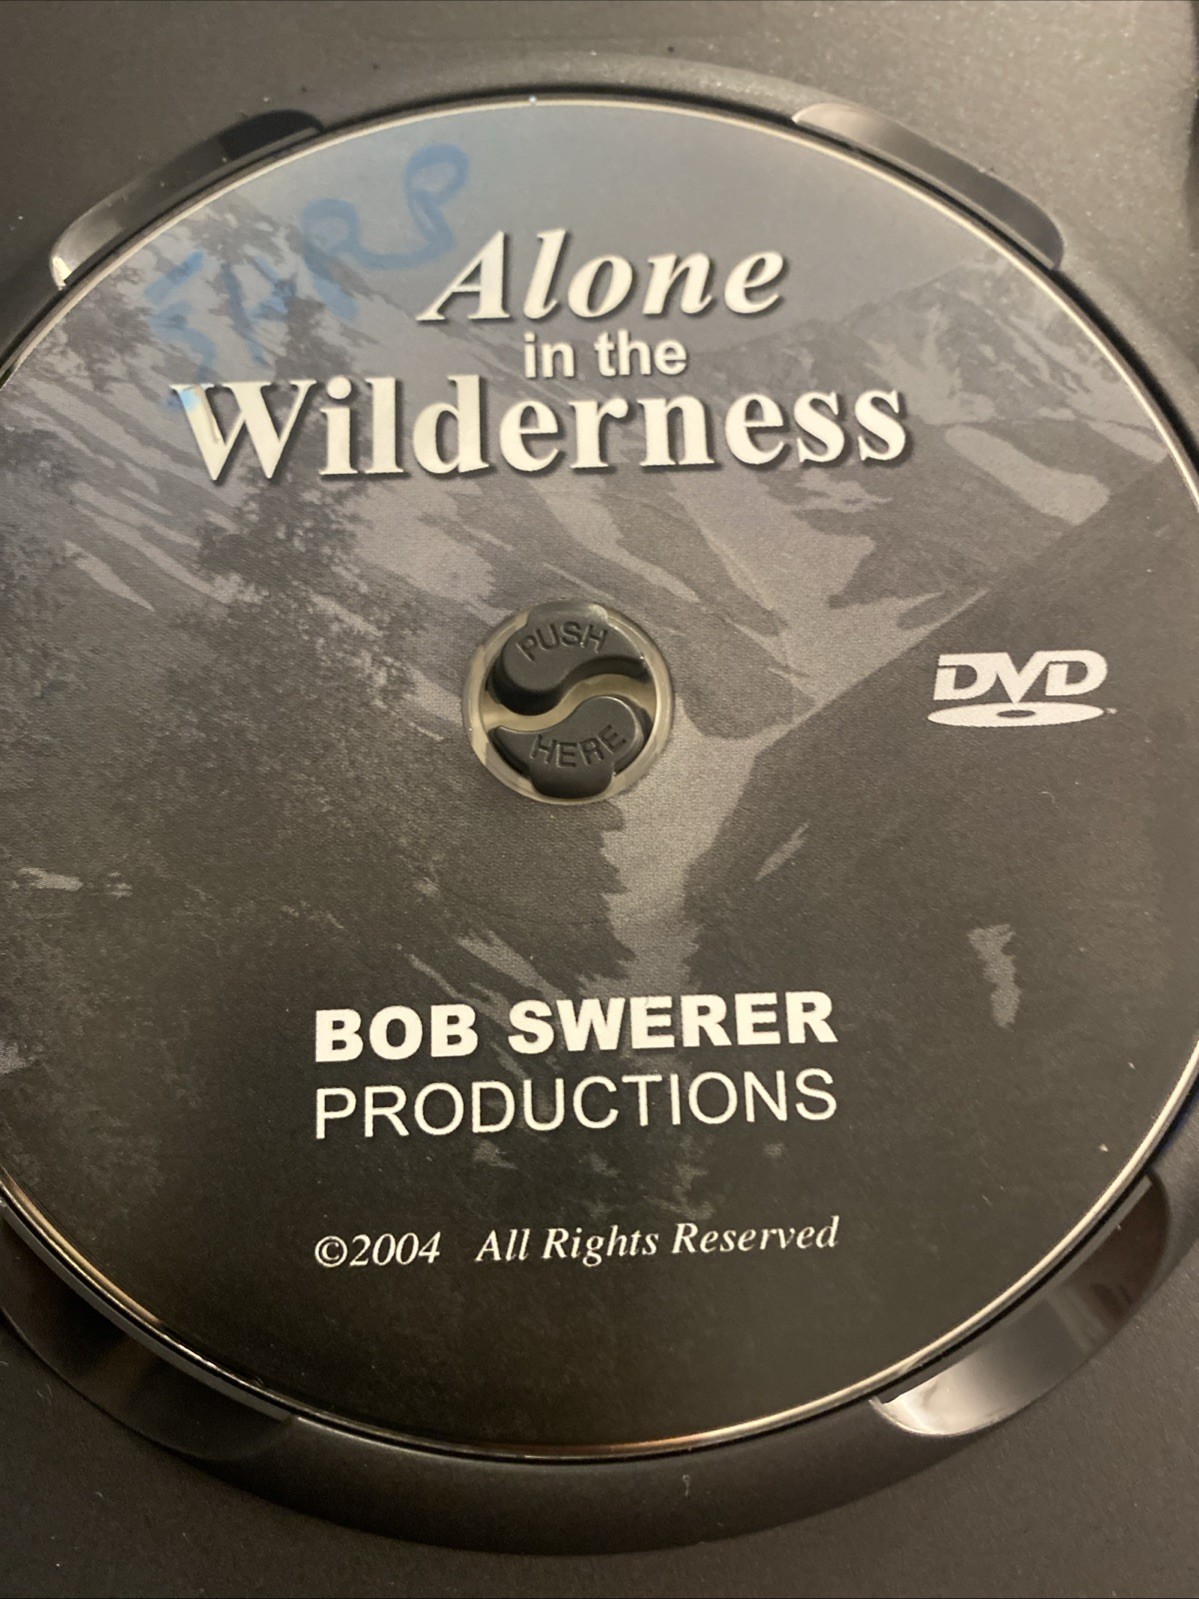 Alone
in the
Wilderness
PUSH
HERE
DVD
BOB SWERER
PRODUCTIONS
©2004 All Rights Reserved